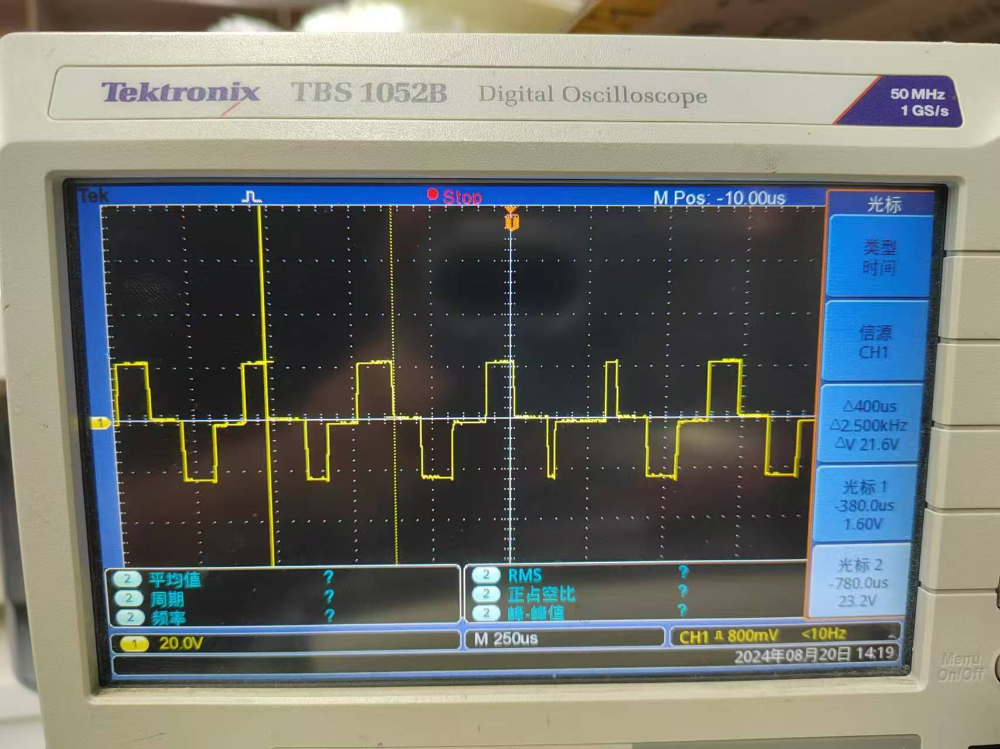 Tektronix TBS 1052B Digital Oscilloscope
50 MHz
1 GS/s
Tek
Stop
M Pos: -10.00us
T
光标
类型
时间
信源
CH1
△400us
△2.500kHz
△V 21.6V
光标 1
-380.0us
1.60V
光标 2
-780.0us
23.2V
1
2 平均值 ?
2 周期 ?
2 频率 ?
2 RMS ?
2 正占空比 ?
2 峰-峰值 ?
1 20.0V
M 250us
CH1 800mV <10Hz
2024年08月20日 14:19
Menu
On/Off